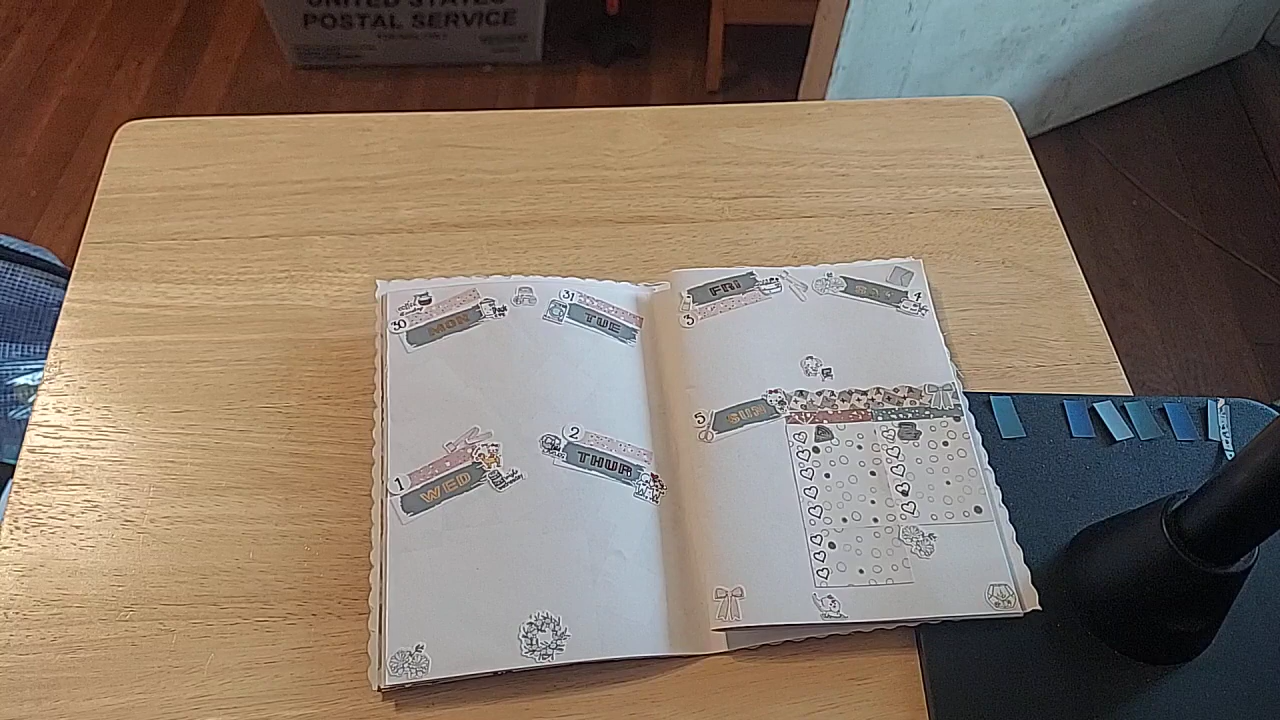 UNITED STATES
POSTAL SERVICE
30
MON
31
TUE
1
WED
2
THUR
FRI
3
4
5
SUN